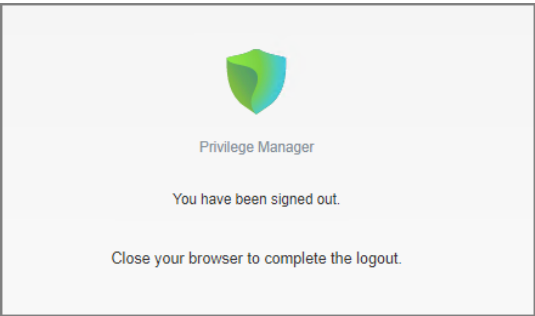 Privilege Manager
You have been signed out.
Close your browser to complete the logout.